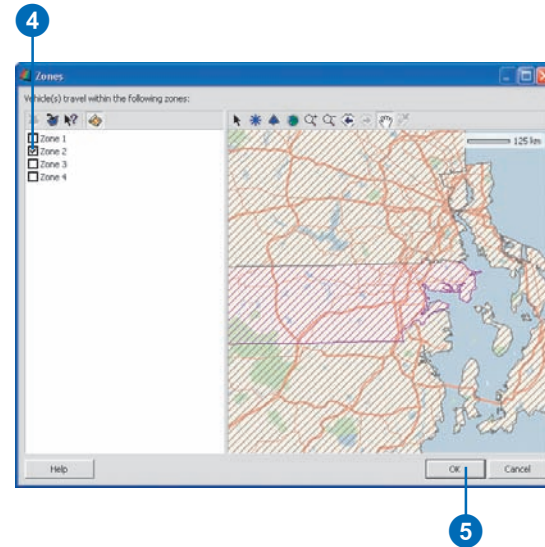 4
Zones
Vehicle(s) travel within the following zones:
Zone 1
Zone 2
Zone 3
Zone 4
125 km
Help
OK
Cancel
5